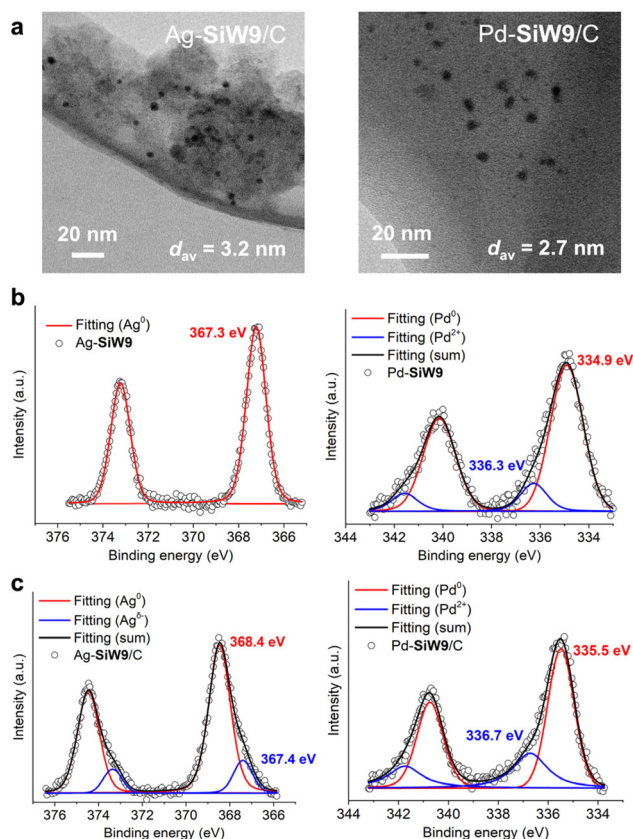 a
Ag-SiW9/C
20 nm
dav = 3.2 nm
Pd-SiW9/C
20 nm
dav = 2.7 nm
b
Fitting (Ag⁰)
Ag-SiW9
367.3 eV
Intensity (a.u.)
376 374 372 370 368 366
Binding energy (eV)
Fitting (Pd⁰)
Fitting (Pd²⁺)
Fitting (sum)
Pd-SiW9
334.9 eV
336.3 eV
Intensity (a.u.)
344 342 340 338 336 334
Binding energy (eV)
c
Fitting (Ag⁰)
Fitting (Agᵟ⁻)
Fitting (sum)
Ag-SiW9/C
368.4 eV
367.4 eV
Intensity (a.u.)
376 374 372 370 368 366
Binding energy (eV)
Fitting (Pd⁰)
Fitting (Pd²⁺)
Fitting (sum)
Pd-SiW9/C
335.5 eV
336.7 eV
Intensity (a.u.)
342 340 338 336 334
Binding energy (eV)